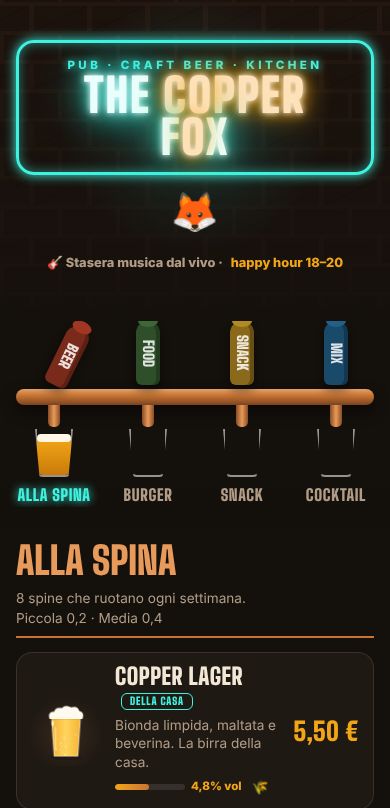 PUB · CRAFT BEER · KITCHEN
THE COPPER
FOX
Stasera musica dal vivo · happy hour 18–20
BEER
FOOD
SNACK
MIX
ALLA SPINA
BURGER
SNACK
COCKTAIL
ALLA SPINA
8 spine che ruotano ogni settimana.
Piccola 0,2 · Media 0,4
COPPER LAGER
DELLA CASA
Bionda limpida, maltata e
beverina. La birra della
casa.
5,50 €
4,8% vol